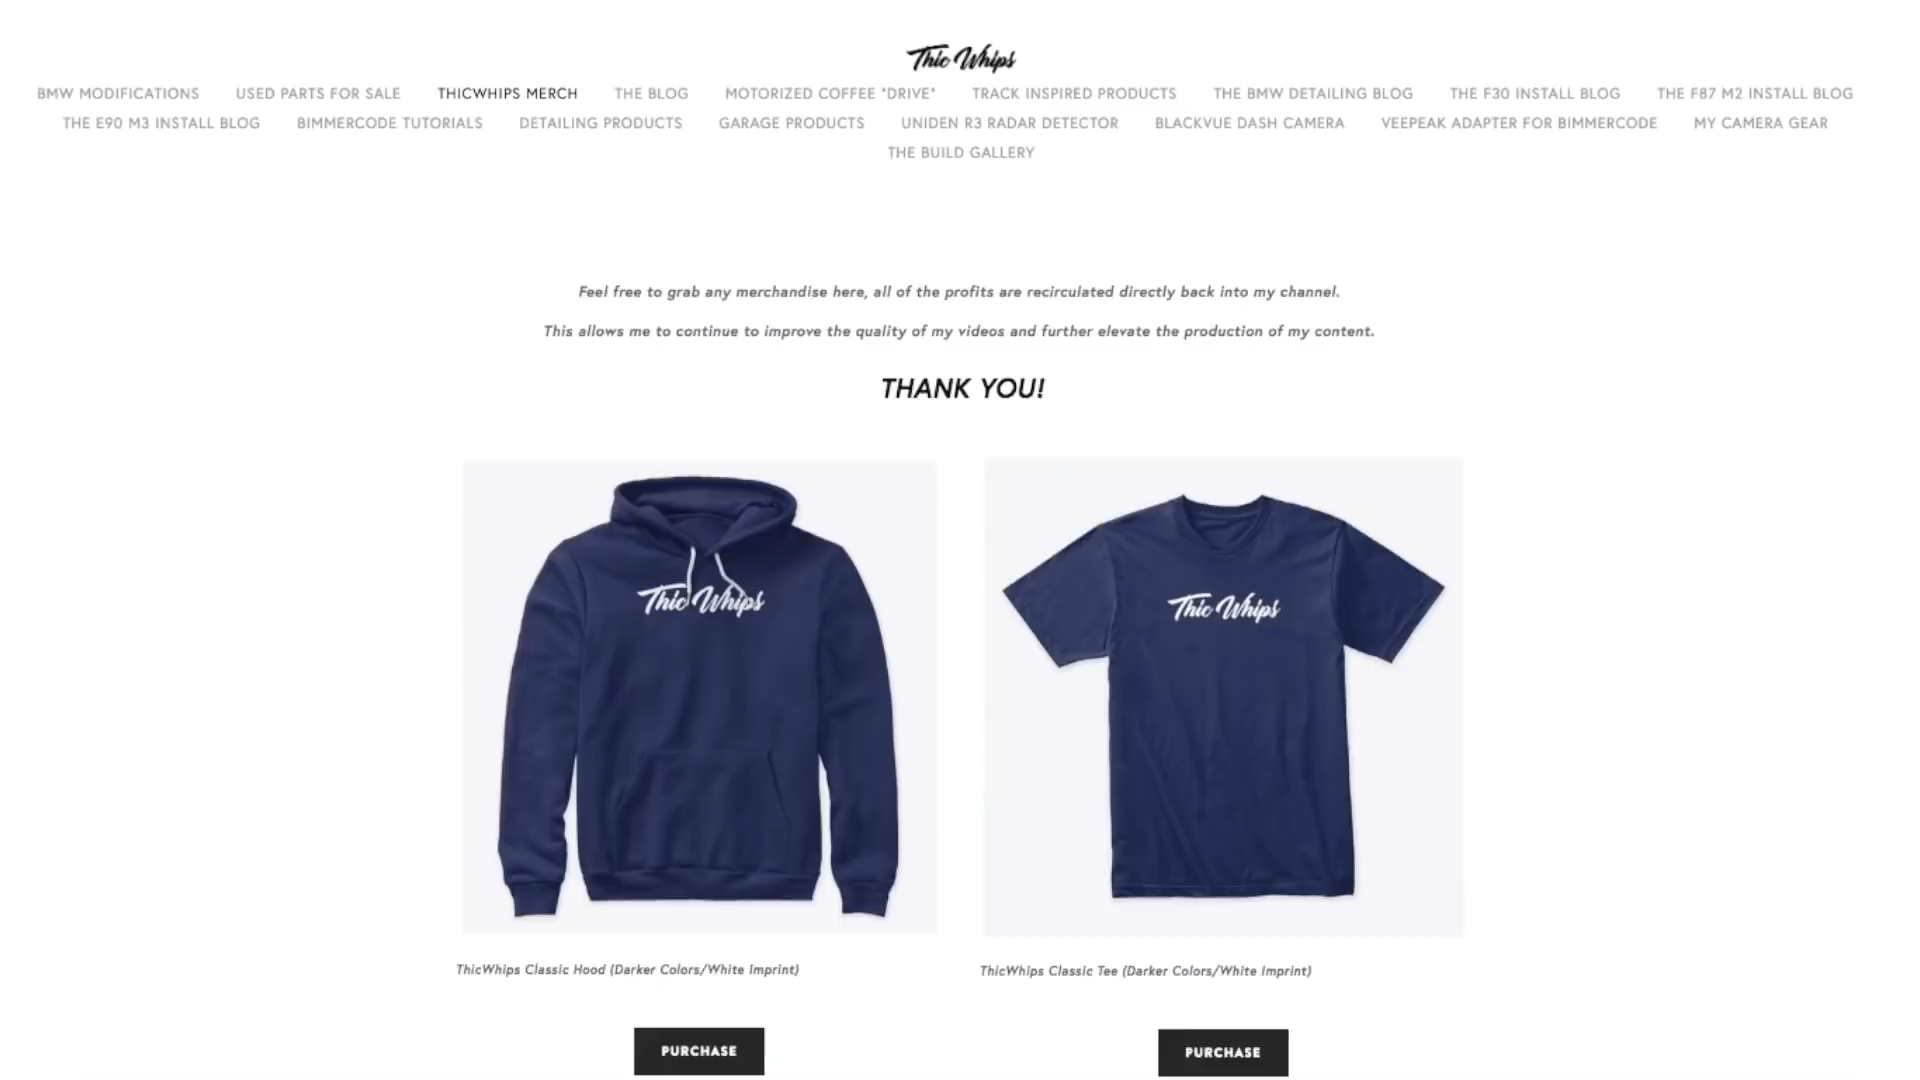 Thic Whips
BMW MODIFICATIONS USED PARTS FOR SALE THICWHIPS MERCH THE BLOG MOTORIZED COFFEE "DRIVE" TRACK INSPIRED PRODUCTS THE BMW DETAILING BLOG THE F30 INSTALL BLOG THE F87 M2 INSTALL BLOG
THE E90 M3 INSTALL BLOG BIMMERCODE TUTORIALS DETAILING PRODUCTS GARAGE PRODUCTS UNIDEN R3 RADAR DETECTOR BLACKVUE DASH CAMERA VEEPEAK ADAPTER FOR BIMMERCODE MY CAMERA GEAR
THE BUILD GALLERY
Feel free to grab any merchandise here, all of the profits are recirculated directly back into my channel.
This allows me to continue to improve the quality of my videos and further elevate the production of my content.
THANK YOU!
Thic Whips
Thic Whips
ThicWhips Classic Hood (Darker Colors/White Imprint)
ThicWhips Classic Tee (Darker Colors/White Imprint)
PURCHASE
PURCHASE